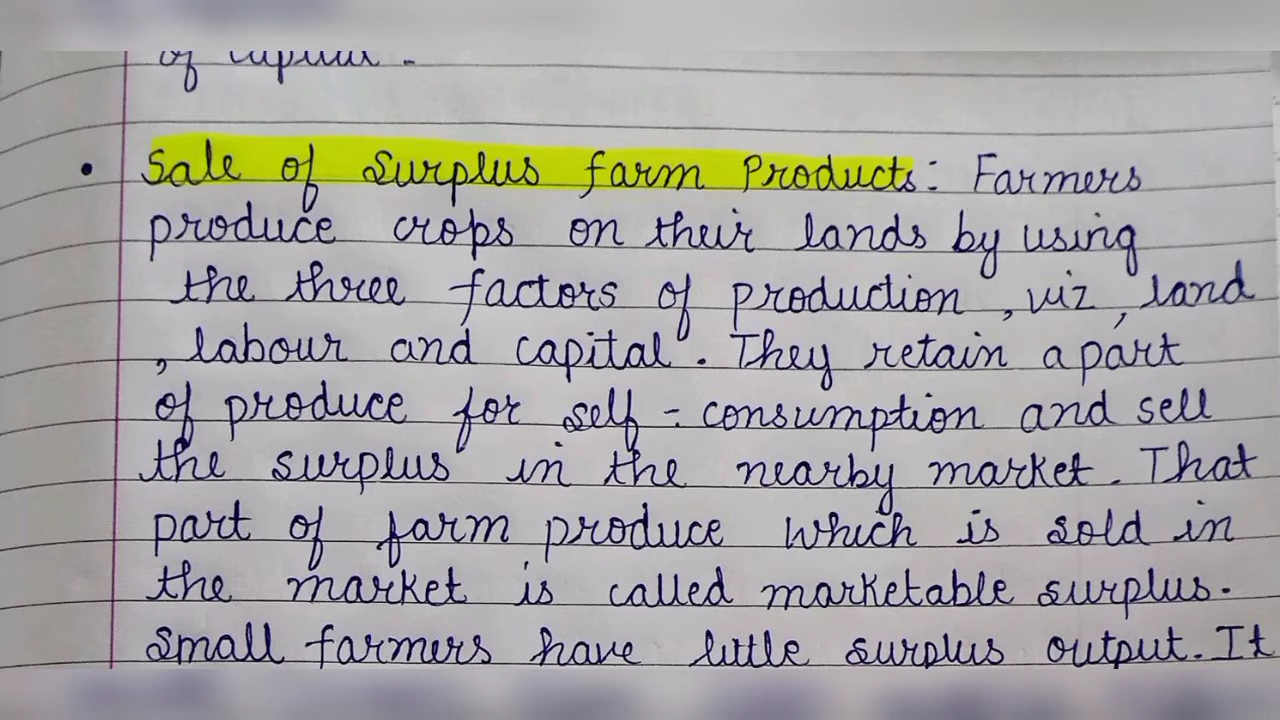 of capital.
• Sale of Surplus farm Products: Farmers
produce crops on their lands by using
the three factors of production, viz, land
, labour and capital. They retain a part
of produce for self-consumption and sell
the surplus in the nearby market. That
part of farm produce which is sold in
the market is called marketable surplus.
Small farmers have little surplus output. It